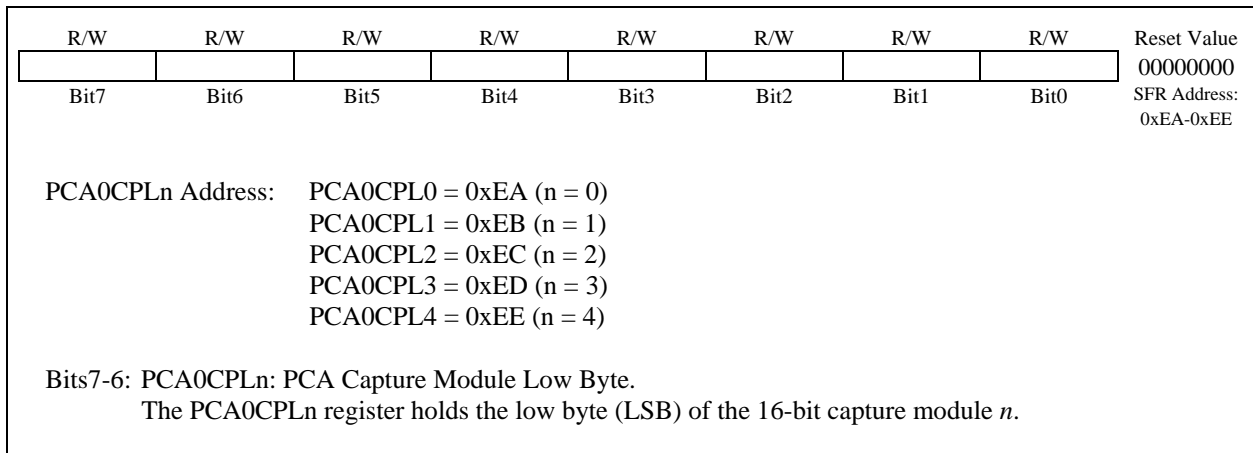 R/W R/W R/W R/W R/W R/W R/W R/W Reset Value
00000000
Bit7 Bit6 Bit5 Bit4 Bit3 Bit2 Bit1 Bit0 SFR Address:
0xEA-0xEE
PCA0CPLn Address: PCA0CPL0 = 0xEA (n = 0)
PCA0CPL1 = 0xEB (n = 1)
PCA0CPL2 = 0xEC (n = 2)
PCA0CPL3 = 0xED (n = 3)
PCA0CPL4 = 0xEE (n = 4)
Bits7-6: PCA0CPLn: PCA Capture Module Low Byte.
The PCA0CPLn register holds the low byte (LSB) of the 16-bit capture module n.